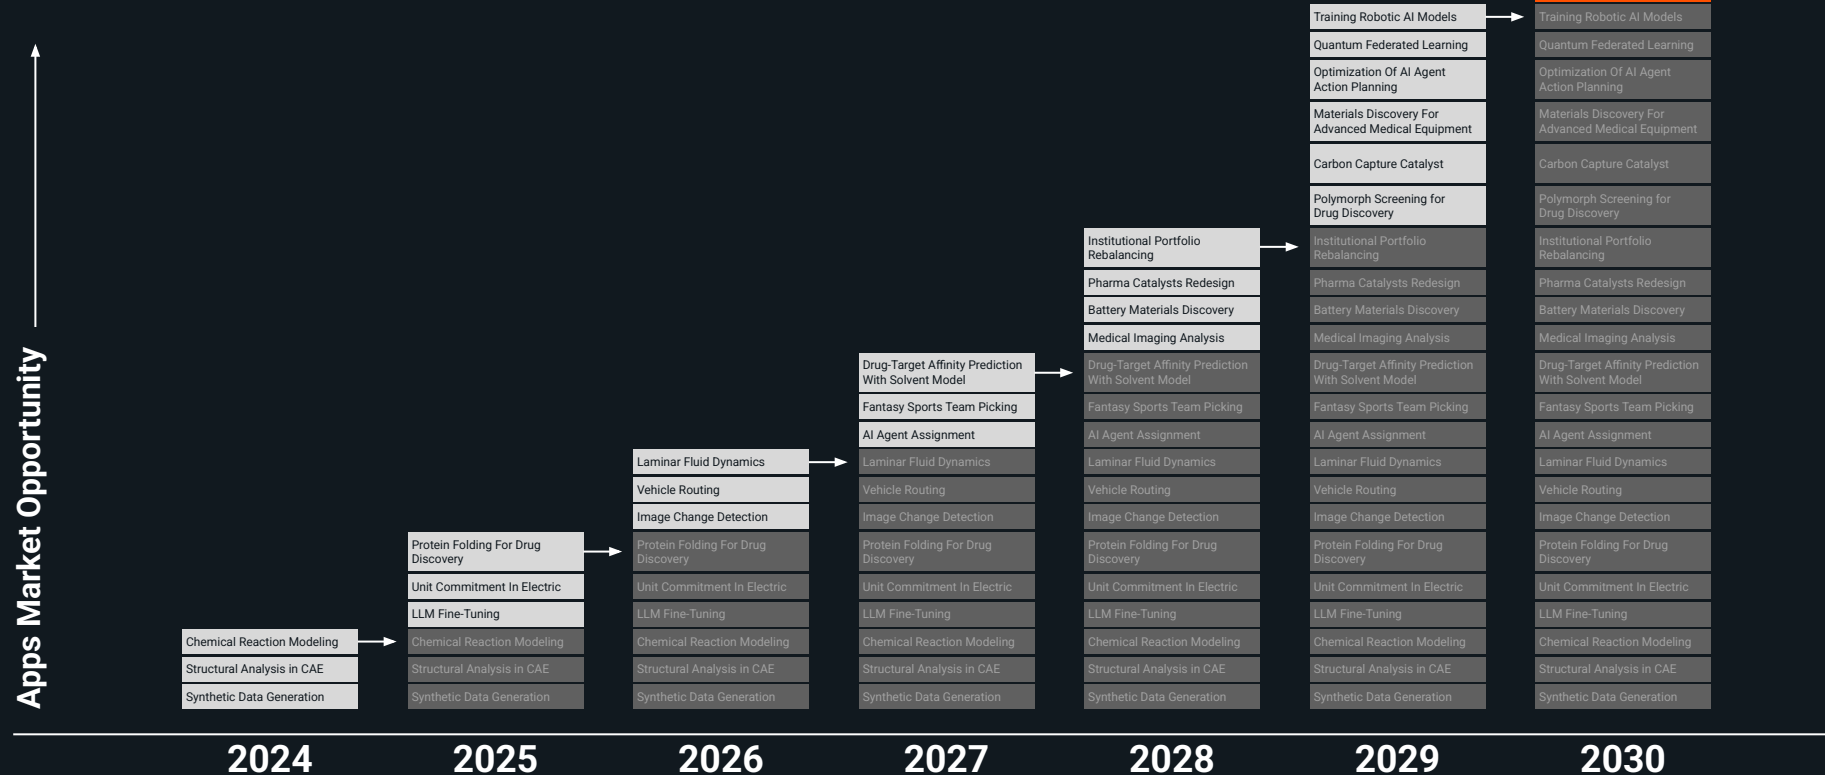 Apps Market Opportunity
Chemical Reaction Modeling
Structural Analysis in CAE
Synthetic Data Generation
2024
Protein Folding For Drug
Discovery
Unit Commitment In Electric
LLM Fine-Tuning
Chemical Reaction Modeling
Structural Analysis in CAE
Synthetic Data Generation
2025
Laminar Fluid Dynamics
Vehicle Routing
Image Change Detection
Protein Folding For Drug
Discovery
Unit Commitment In Electric
LLM Fine-Tuning
Chemical Reaction Modeling
Structural Analysis in CAE
Synthetic Data Generation
2026
Drug-Target Affinity Prediction
With Solvent Model
Fantasy Sports Team Picking
AI Agent Assignment
Laminar Fluid Dynamics
Vehicle Routing
Image Change Detection
Protein Folding For Drug
Discovery
Unit Commitment In Electric
LLM Fine-Tuning
Chemical Reaction Modeling
Structural Analysis in CAE
Synthetic Data Generation
2027
Institutional Portfolio
Rebalancing
Pharma Catalysts Redesign
Battery Materials Discovery
Medical Imaging Analysis
Drug-Target Affinity Prediction
With Solvent Model
Fantasy Sports Team Picking
AI Agent Assignment
Laminar Fluid Dynamics
Vehicle Routing
Image Change Detection
Protein Folding For Drug
Discovery
Unit Commitment In Electric
LLM Fine-Tuning
Chemical Reaction Modeling
Structural Analysis in CAE
Synthetic Data Generation
2028
Training Robotic AI Models
Quantum Federated Learning
Optimization Of AI Agent
Action Planning
Materials Discovery For
Advanced Medical Equipment
Carbon Capture Catalyst
Polymorph Screening for
Drug Discovery
Institutional Portfolio
Rebalancing
Pharma Catalysts Redesign
Battery Materials Discovery
Medical Imaging Analysis
Drug-Target Affinity Prediction
With Solvent Model
Fantasy Sports Team Picking
AI Agent Assignment
Laminar Fluid Dynamics
Vehicle Routing
Image Change Detection
Protein Folding For Drug
Discovery
Unit Commitment In Electric
LLM Fine-Tuning
Chemical Reaction Modeling
Structural Analysis in CAE
Synthetic Data Generation
2029
Training Robotic AI Models
Quantum Federated Learning
Optimization Of AI Agent
Action Planning
Materials Discovery For
Advanced Medical Equipment
Carbon Capture Catalyst
Polymorph Screening for
Drug Discovery
Institutional Portfolio
Rebalancing
Pharma Catalysts Redesign
Battery Materials Discovery
Medical Imaging Analysis
Drug-Target Affinity Prediction
With Solvent Model
Fantasy Sports Team Picking
AI Agent Assignment
Laminar Fluid Dynamics
Vehicle Routing
Image Change Detection
Protein Folding For Drug
Discovery
Unit Commitment In Electric
LLM Fine-Tuning
Chemical Reaction Modeling
Structural Analysis in CAE
Synthetic Data Generation
2030